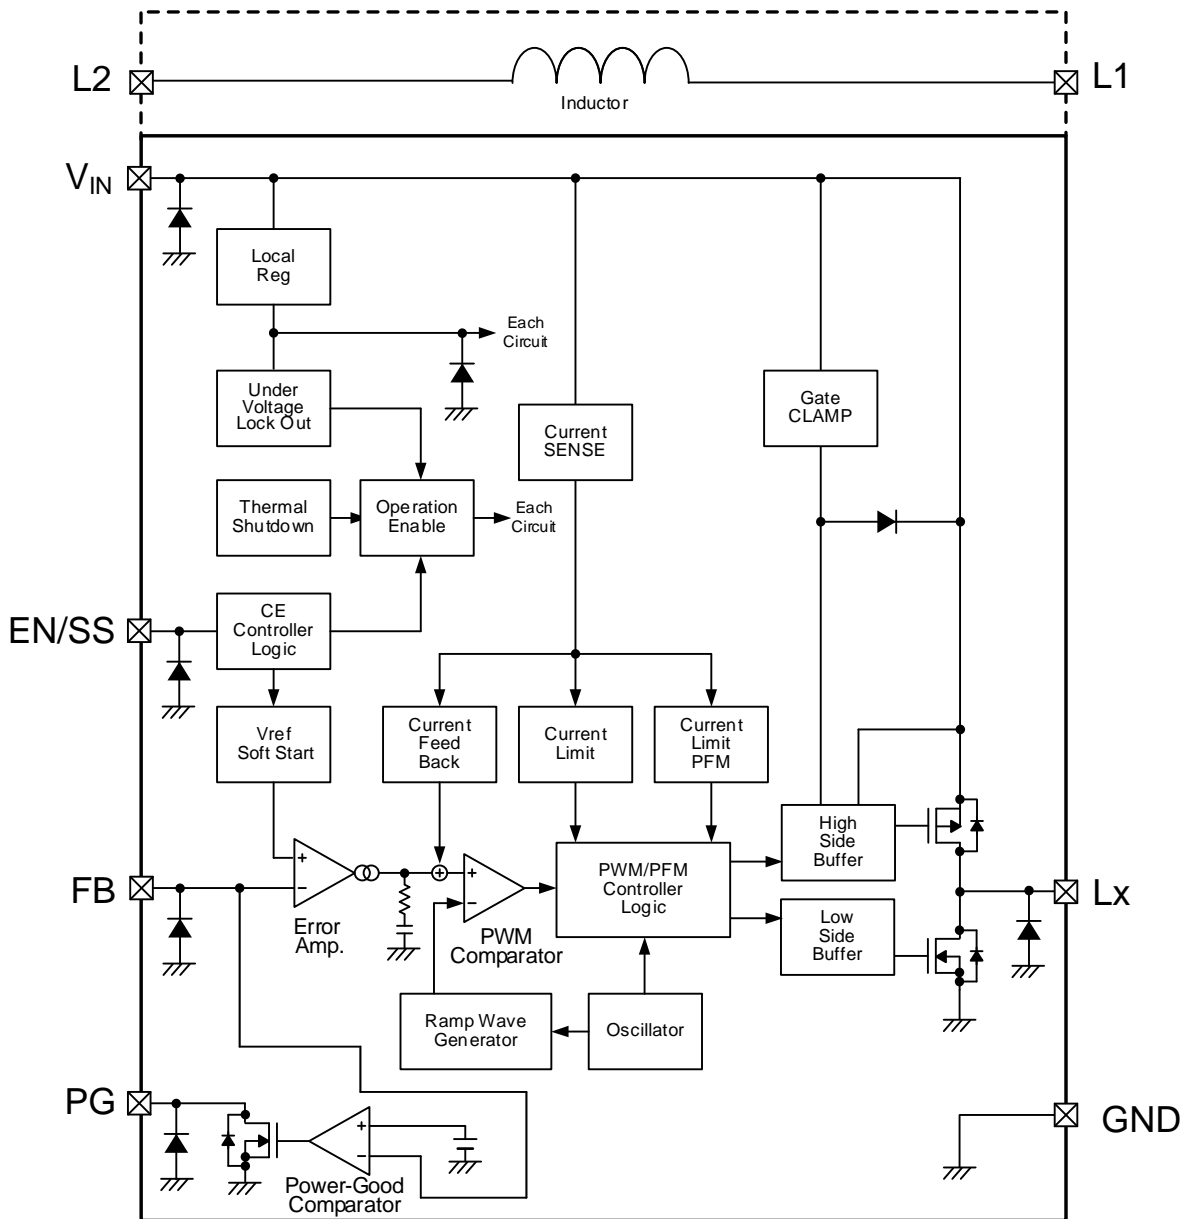 L2
L1
Inductor
VIN
Local
Reg
Each
Circuit
Under
Voltage
Lock Out
Gate
CLAMP
Current
SENSE
Thermal
Shutdown
Operation
Enable
Each
Circuit
EN/SS
CE
Controller
Logic
Vref
Soft Start
Current
Feed
Back
Current
Limit
Current
Limit
PFM
High
Side
Buffer
+
−
+
+
−
PWM/PFM
Controller
Logic
FB
Lx
Error
Amp.
PWM
Comparator
Low
Side
Buffer
Ramp Wave
Generator
Oscillator
PG
+
−
GND
Power-Good
Comparator